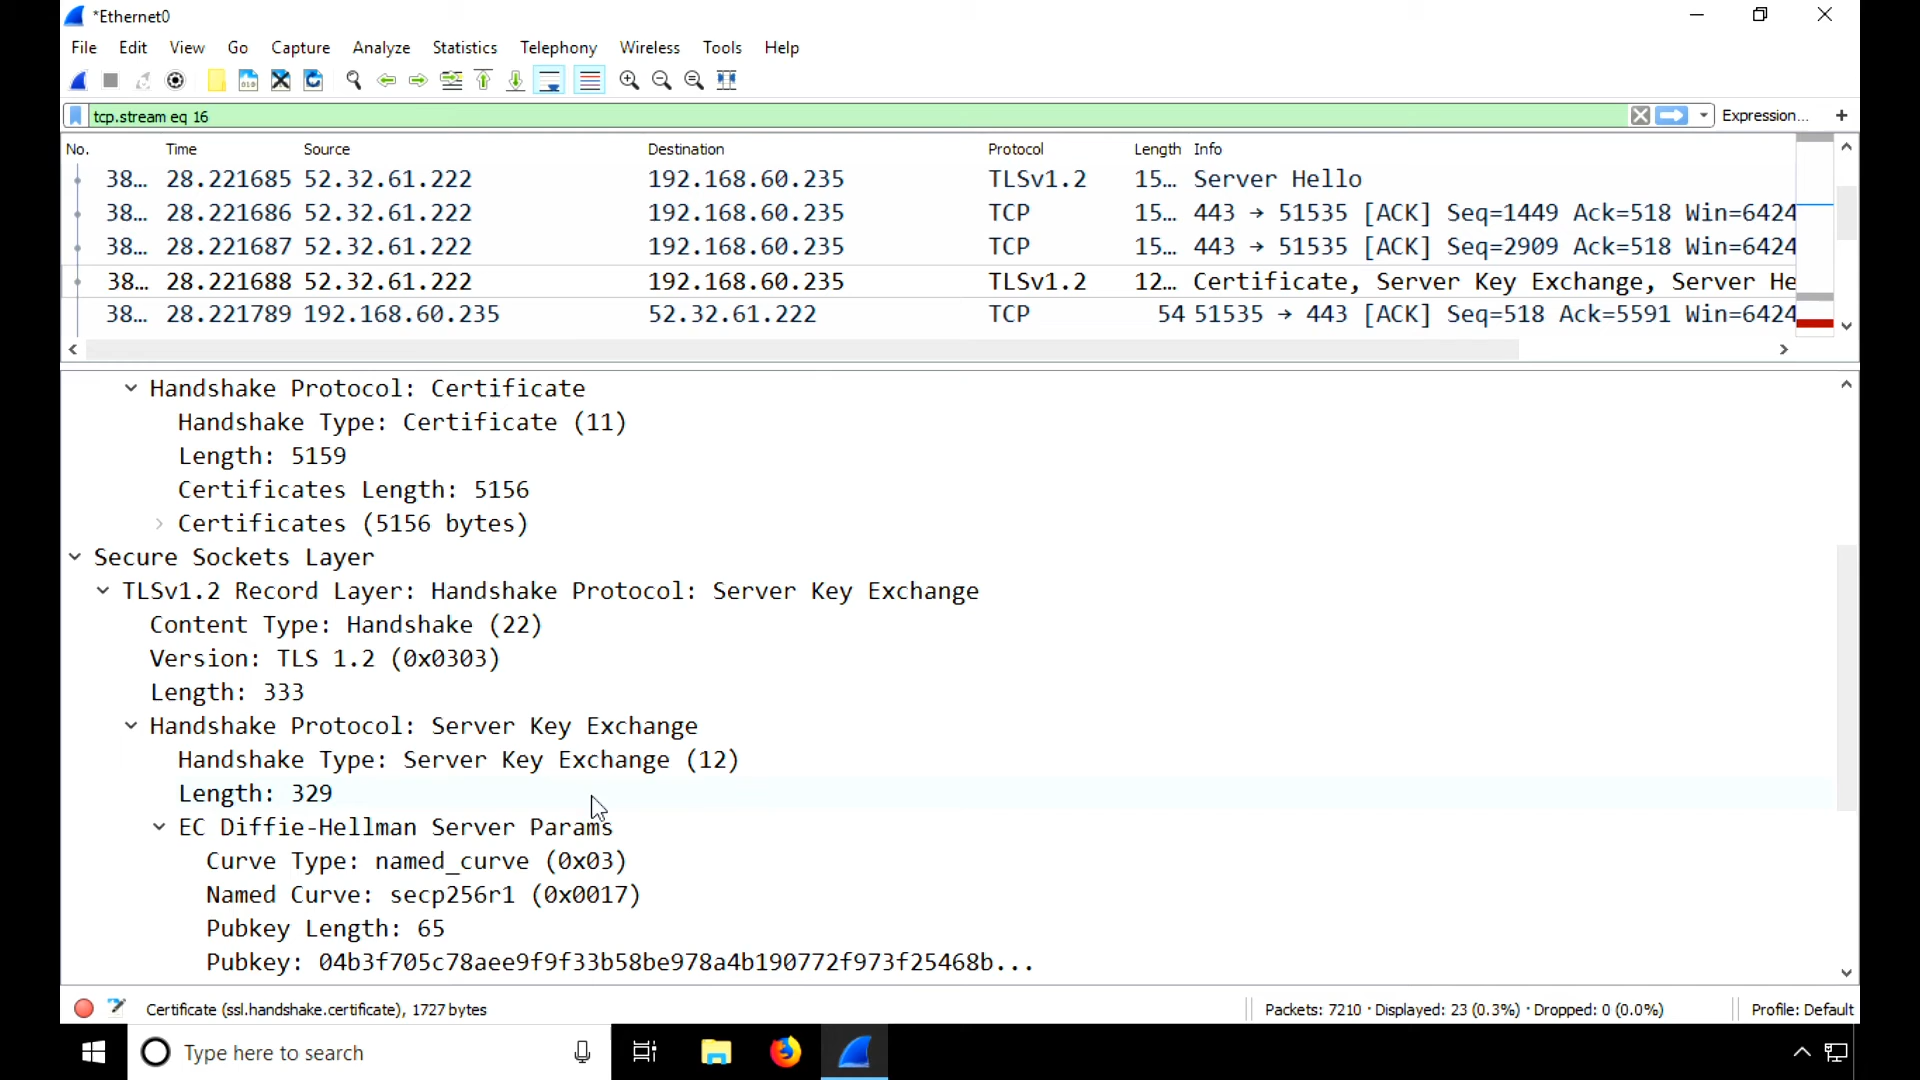 *Ethernet0
File Edit View Go Capture Analyze Statistics Telephony Wireless Tools Help
tcp.stream eq 16 Expression... +
No. Time Source Destination Protocol Length Info
38... 28.221685 52.32.61.222 192.168.60.235 TLSv1.2 15... Server Hello
38... 28.221686 52.32.61.222 192.168.60.235 TCP 15... 443 → 51535 [ACK] Seq=1449 Ack=518 Win=6424
38... 28.221687 52.32.61.222 192.168.60.235 TCP 15... 443 → 51535 [ACK] Seq=2909 Ack=518 Win=6424
38... 28.221688 52.32.61.222 192.168.60.235 TLSv1.2 12... Certificate, Server Key Exchange, Server He
38... 28.221789 192.168.60.235 52.32.61.222 TCP 54 51535 → 443 [ACK] Seq=518 Ack=5591 Win=6424
Handshake Protocol: Certificate
Handshake Type: Certificate (11)
Length: 5159
Certificates Length: 5156
Certificates (5156 bytes)
Secure Sockets Layer
TLSv1.2 Record Layer: Handshake Protocol: Server Key Exchange
Content Type: Handshake (22)
Version: TLS 1.2 (0x0303)
Length: 333
Handshake Protocol: Server Key Exchange
Handshake Type: Server Key Exchange (12)
Length: 329
EC Diffie-Hellman Server Params
Curve Type: named_curve (0x03)
Named Curve: secp256r1 (0x0017)
Pubkey Length: 65
Pubkey: 04b3f705c78aee9f9f33b58be978a4b190772f973f25468b...
Certificate (ssl.handshake.certificate), 1727 bytes Packets: 7210 · Displayed: 23 (0.3%) · Dropped: 0 (0.0%) Profile: Default
Type here to search